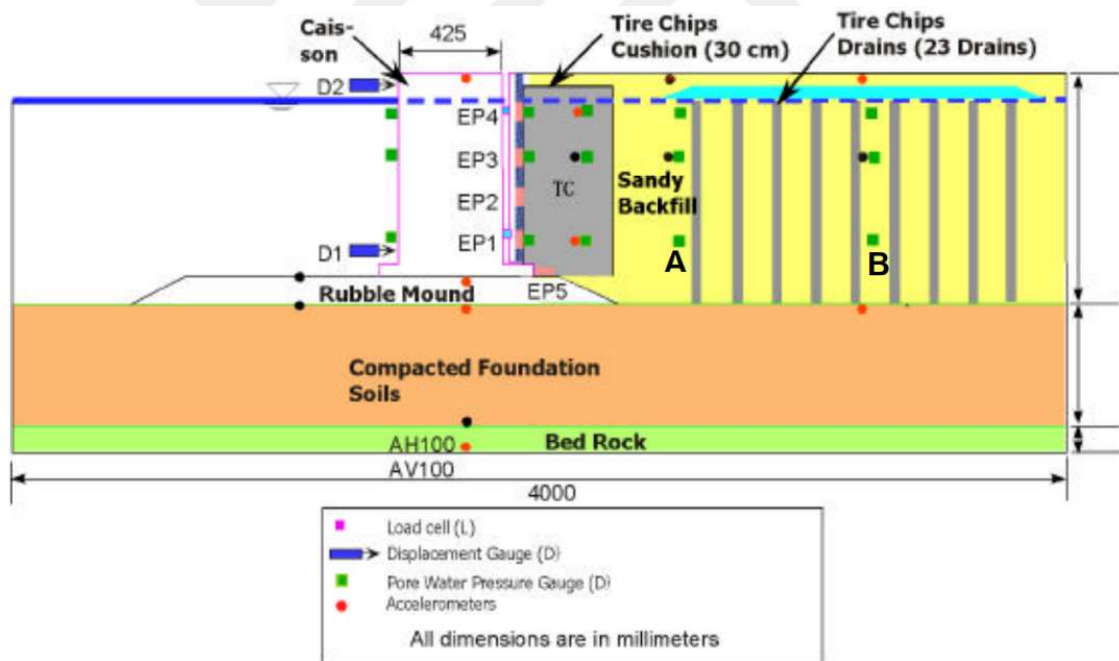 Cais-
son
425
Tire Chips
Cushion (30 cm)
Tire Chips
Drains (23 Drains)
D2
EP4
EP3
EP2
EP1
TC
Sandy
Backfill
A
B
D1
EP5
Rubble Mound
Compacted Foundation
Soils
AH100
Bed Rock
AV100
4000
Load cell (L)
Displacement Gauge (D)
Pore Water Pressure Gauge (D)
Accelerometers
All dimensions are in millimeters